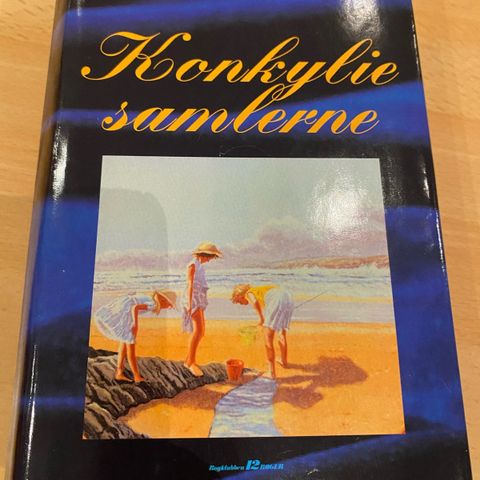 Konkylie
samlerne
Bogklubben 12 BØGER